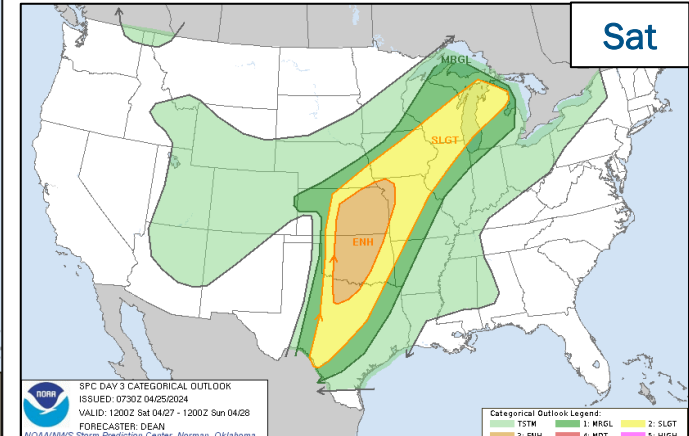 Sat
MRGL
SLGT
ENH
SPC DAY 3 CATEGORICAL OUTLOOK
ISSUED: 0730Z 04/25/2024
VALID: 1200Z Sat 04/27 - 1200Z Sun 04/28
FORECASTER: DEAN
NOAA/NWS Storm Prediction Center, Norman, Oklahoma
NOAA
Categorical Outlook Legend:
TSTM 1: MRGL 2: SLGT
3: ENH 4: MDT 5: HIGH